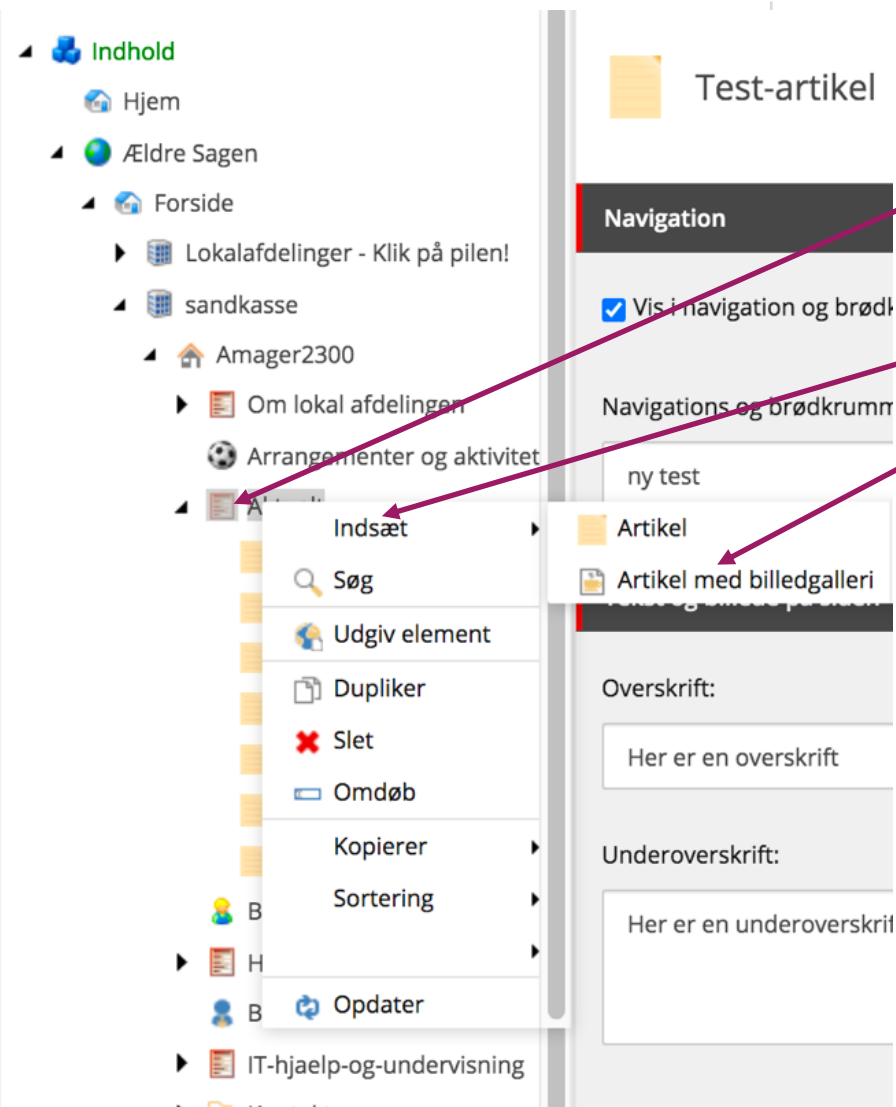 Indhold
Hjem
Ældre Sagen
Forside
Lokalafdelinger - Klik på pilen!
sandkasse
Amager2300
Om lokal afdelingen
Arrangementer og aktivitet
Indsæt
Søg
Udgiv element
Dupliker
Slet
Omdøb
Kopierer
Sortering
Opdater
B
H
B
IT-hjaelp-og-undervisning
Artikel
Artikel med billedgalleri
Test-artikel
Navigation
Vis i navigation og brødk
Navigations og brødkrumm
ny test
Overskrift:
Her er en overskrift
Underoverskrift:
Her er en underoverskrif